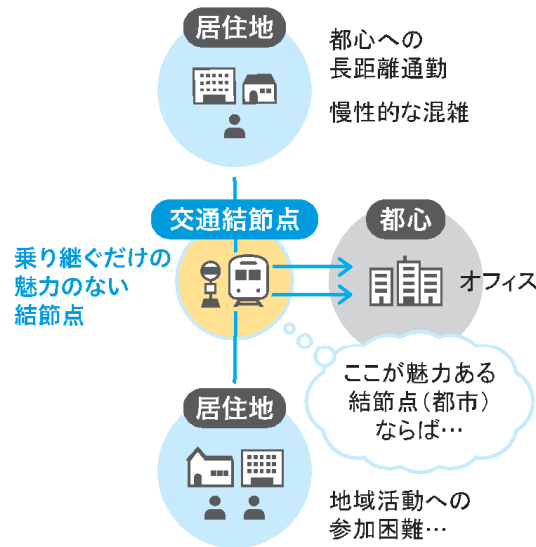 居住地
都心への
長距離通勤
慢性的な混雑
交通結節点
都心
乗り継ぐだけの
魅力のない
結節点
オフィス
ここが魅力ある
結節点（都市）
ならば…
居住地
地域活動への
参加困難…